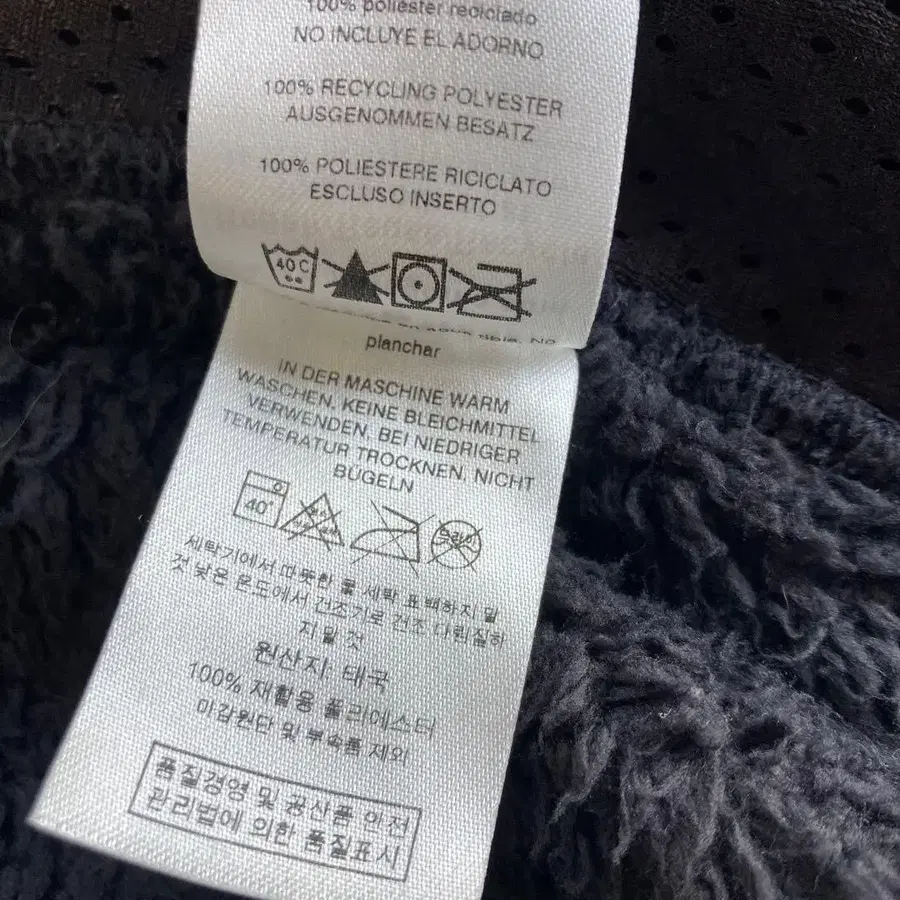 100% poliéster reciclado
NO INCLUYE EL ADORNO
100% RECYCLING POLYESTER
AUSGENOMMEN BESATZ
100% POLIESTERE RICICLATO
ESCLUSO INSERTO
40 C
planchar
IN DER MASCHINE WARM
WASCHEN, KEINE BLEICHMITTEL
VERWENDEN, BEI NIEDRIGER
TEMPERATUR TROCKNEN, NICHT
BÜGELN
40°
드라이
세탁기에서 따뜻한 물 세탁 표백하지 말
것 낮은 온도에서 건조기로 건조 다림질하
지 말 것
원산지: 태국
100% 재활용 폴리에스터
마감원단 및 부속품 제외
품질경영 및 공산품 안전
관리법에 의한 품질표시